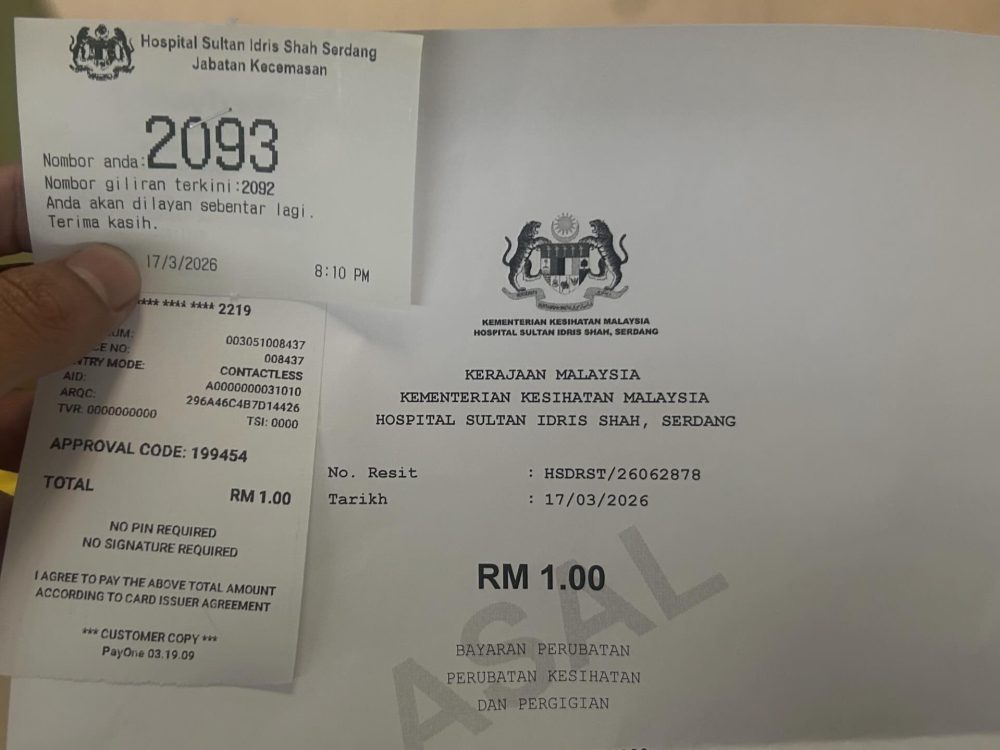 Hospital Sultan Idris Shah Serdang
Jabatan Kecemasan
Nombor anda:2093
Nombor giliran terkini:2092
Anda akan dilayan sebentar lagi.
Terima kasih.
17/3/2026 8:10 PM
**** **** **** 2219
003051008437
NO: 008437
MODE: CONTACTLESS
AID: A0000000031010
ARQC: 296A46C4B7D14426
TVR: 0000000000 TSI: 0000
APPROVAL CODE: 199454
TOTAL RM 1.00
NO PIN REQUIRED
NO SIGNATURE REQUIRED
I AGREE TO PAY THE ABOVE TOTAL AMOUNT
ACCORDING TO CARD ISSUER AGREEMENT
*** CUSTOMER COPY ***
PayOne 03.19.09
KEMENTERIAN KESIHATAN MALAYSIA
HOSPITAL SULTAN IDRIS SHAH, SERDANG
KERAJAAN MALAYSIA
KEMENTERIAN KESIHATAN MALAYSIA
HOSPITAL SULTAN IDRIS SHAH, SERDANG
No. Resit : HSDRST/26062878
Tarikh : 17/03/2026
RM 1.00
ASAL
BAYARAN PERUBATAN
PERUBATAN KESIHATAN
DAN PERGIGIAN